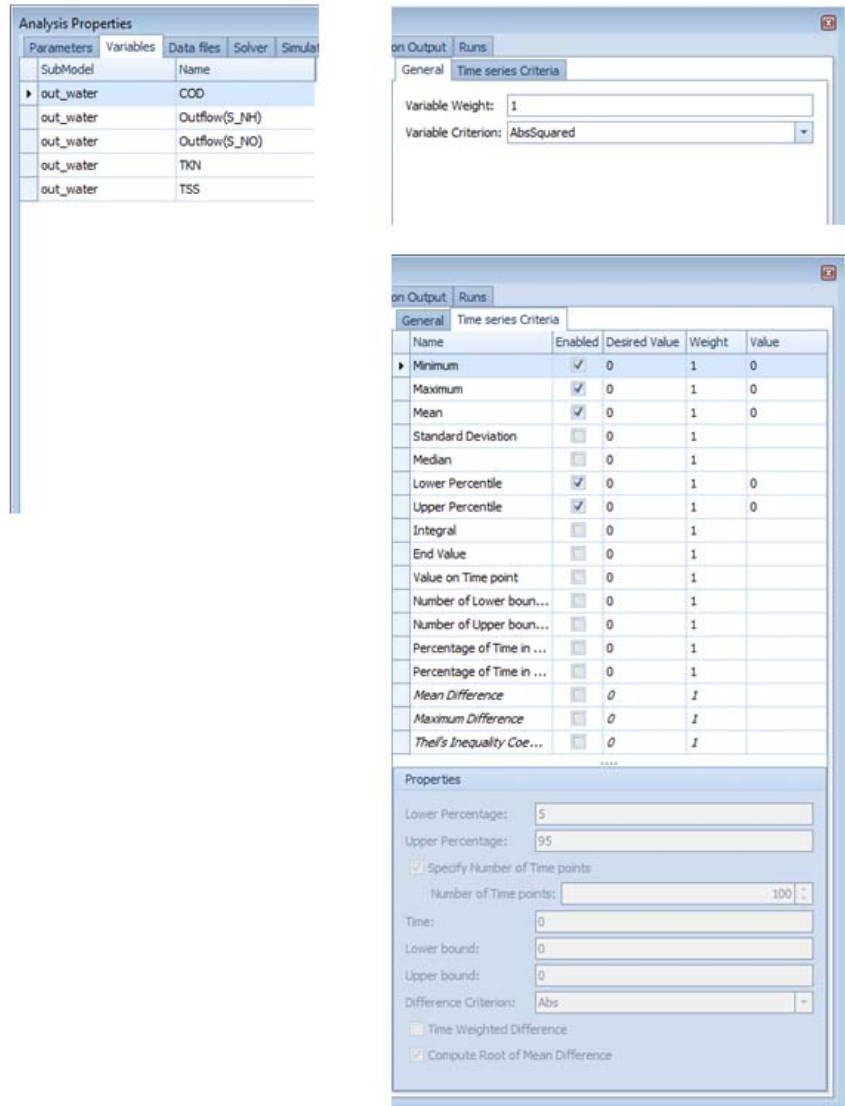 Analysis Properties
Parameters Variables Data files Solver Simulat
SubModel Name
out_water COD
out_water Outflow(S_NH)
out_water Outflow(S_NO)
out_water TKN
out_water TSS
on Output Runs
General Time series Criteria
Variable Weight: 1
Variable Criterion: AbsSquared
on Output Runs
General Time series Criteria
Name Enabled Desired Value Weight Value
Minimum 0 1 0
Maximum 0 1 0
Mean 0 1 0
Standard Deviation 0 1
Median 0 1
Lower Percentile 0 1 0
Upper Percentile 0 1 0
Integral 0 1
End Value 0 1
Value on Time point 0 1
Number of Lower boun... 0 1
Number of Upper boun... 0 1
Percentage of Time in ... 0 1
Percentage of Time in ... 0 1
Mean Difference 0 1
Maximum Difference 0 1
Theil's Inequality Coe... 0 1
Properties
Lower Percentage: 5
Upper Percentage: 95
Specify Number of Time points
Number of Time points: 100
Time: 0
Lower bound: 0
Upper bound: 0
Difference Criterion: Abs
Time Weighted Difference
Compute Root of Mean Difference